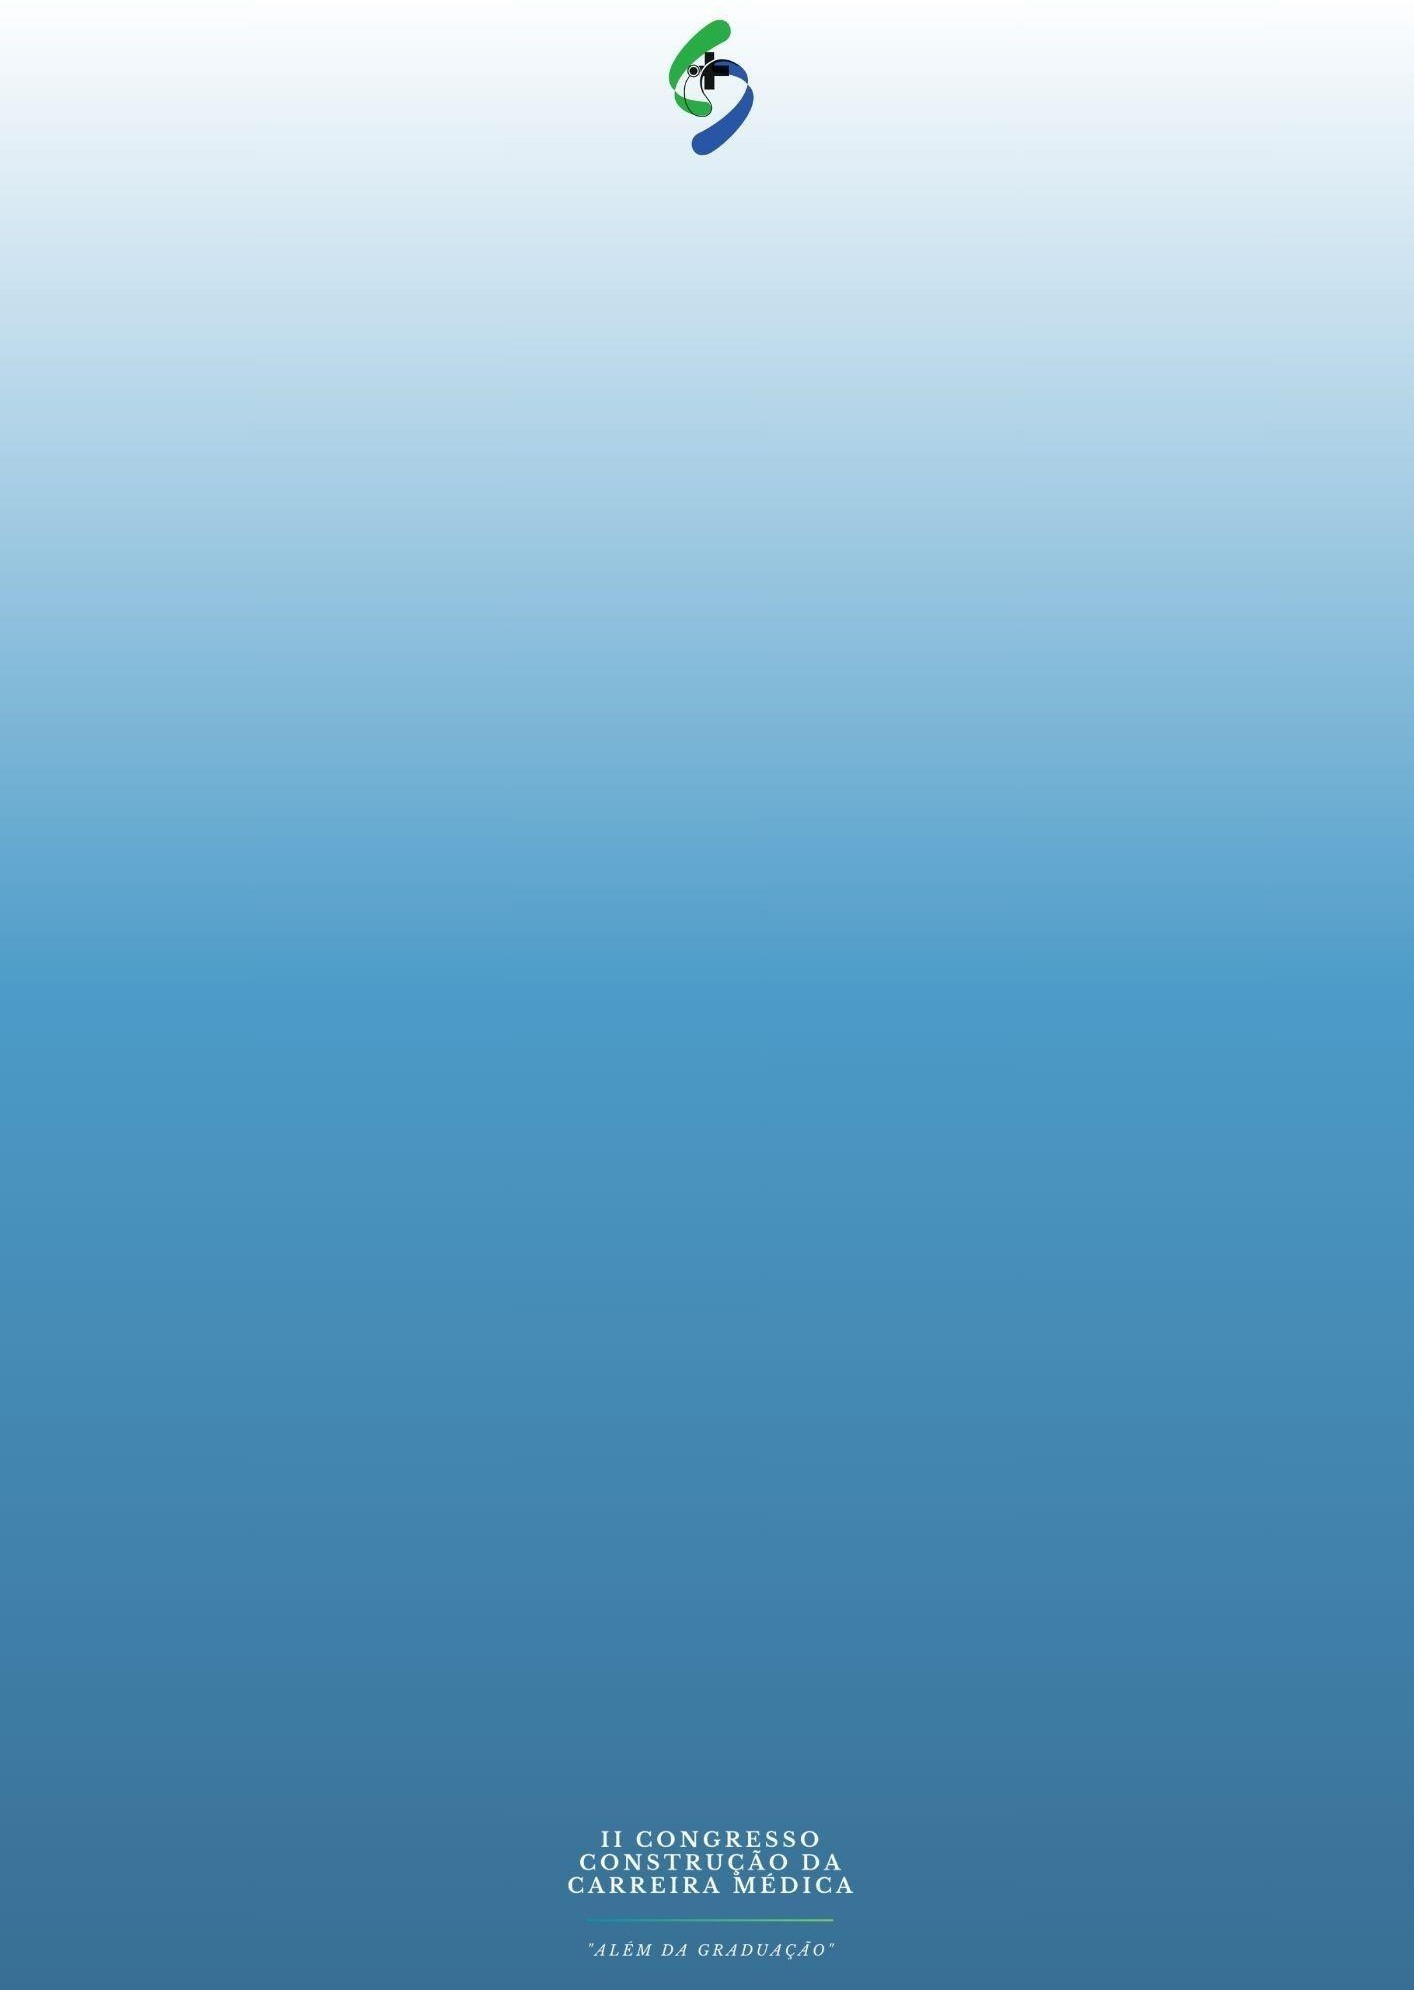 II CONGRESSO
CONSTRUÇÃO DA
CARREIRA MÉDICA
"ALÉM DA GRADUAÇÃO"